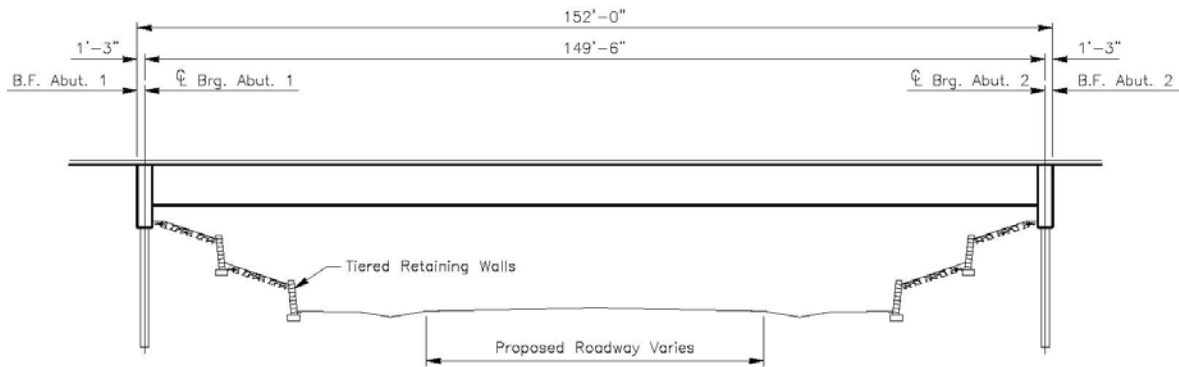 152'-0"
1'-3" 149'-6" 1'-3"
B.F. Abut. 1 ℄ Brg. Abut. 1 ℄ Brg. Abut. 2 B.F. Abut. 2
Tiered Retaining Walls
Proposed Roadway Varies